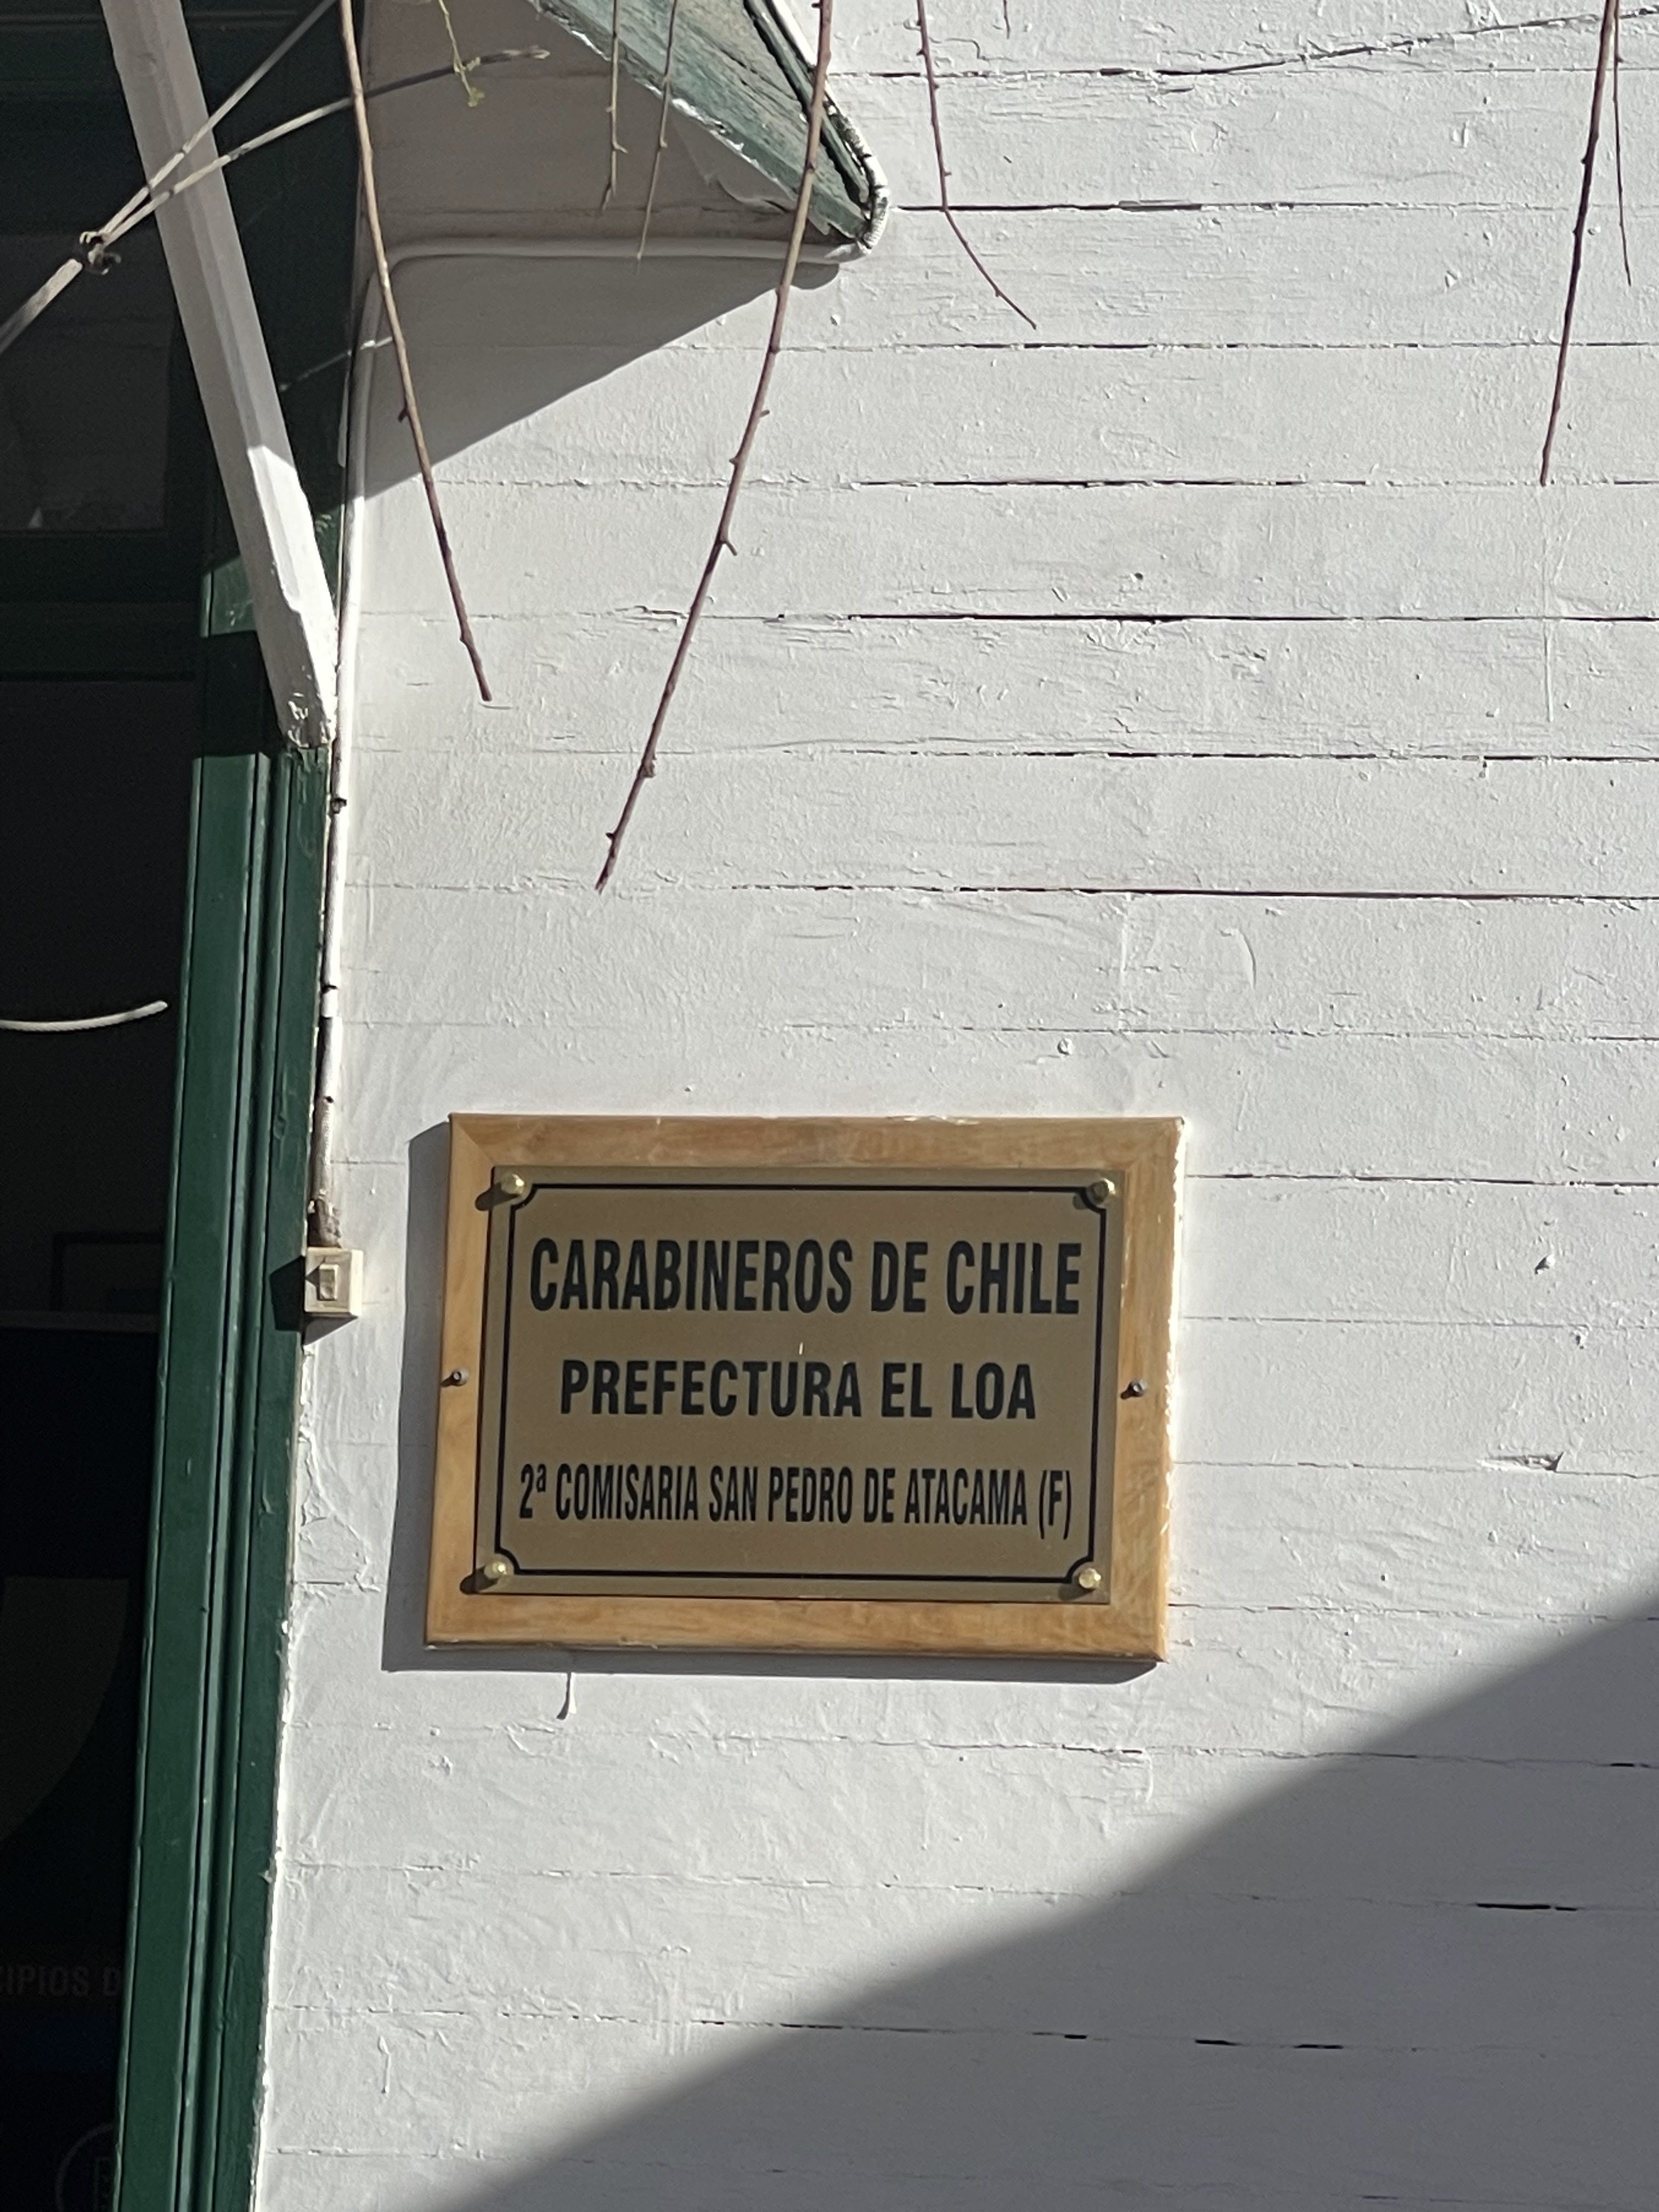 CARABINEROS DE CHILE
PREFECTURA EL LOA
2ª COMISARIA SAN PEDRO DE ATACAMA (F)